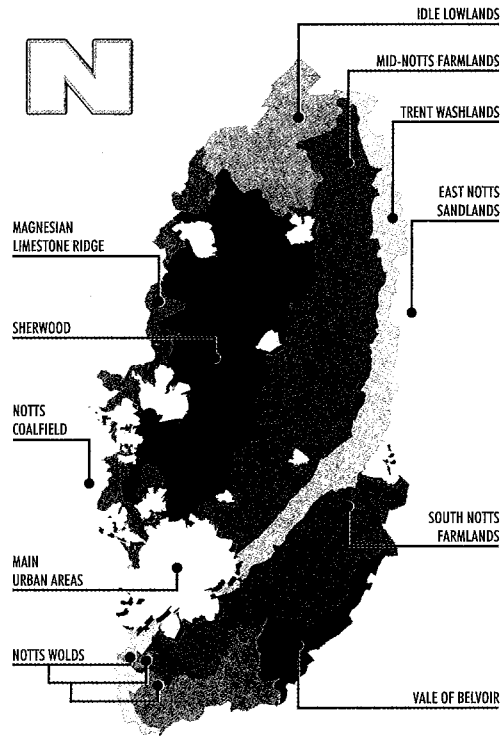 IDLE LOWLANDS
N
MID-NOTTS FARMLANDS
TRENT WASHLANDS
EAST NOTTS
SANDLANDS
MAGNESIAN
LIMESTONE RIDGE
SHERWOOD
NOTTS
COALFIELD
SOUTH NOTTS
FARMLANDS
MAIN
URBAN AREAS
NOTTS WOLDS
VALE OF BELVOIR